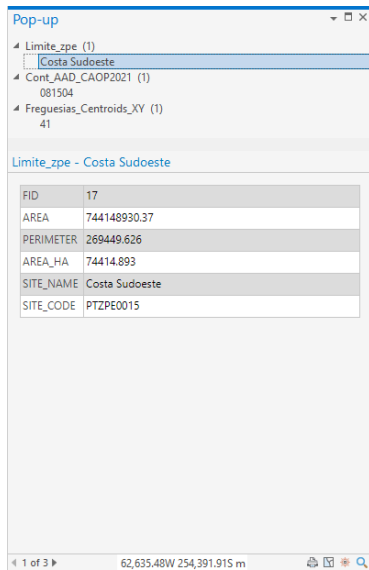 Pop-up
Limite_zpe (1)
Costa Sudoeste
Cont_AAD_CAOP2021 (1)
081504
Freguesias_Centroids_XY (1)
41
Limite_zpe - Costa Sudoeste
FID 17
AREA 744148930.37
PERIMETER 269449.626
AREA_HA 74414.893
SITE_NAME Costa Sudoeste
SITE_CODE PTZPE0015
1 of 3 62,635.48W 254,391.91S m